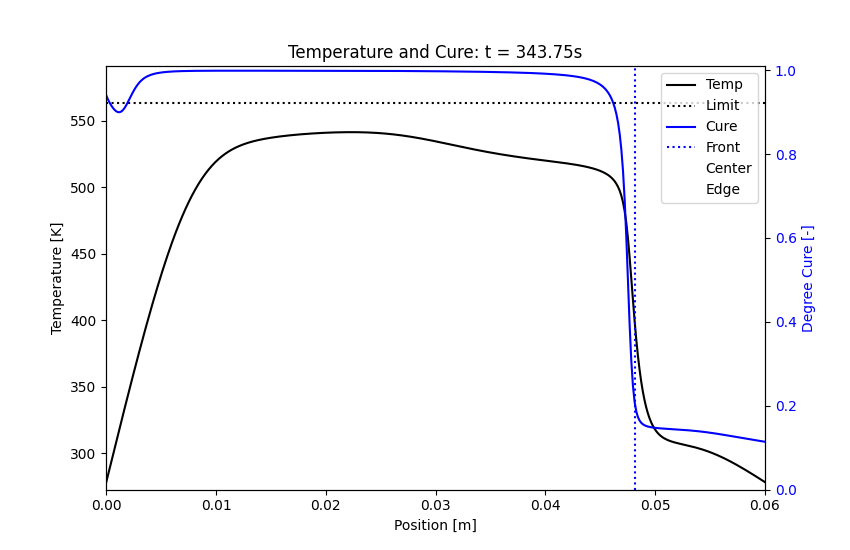 Temperature and Cure: t = 343.75s
Temp
Limit
Cure
Front
Center
Edge
Temperature [K]
550
500
450
400
350
300
1.0
0.8
0.6
0.4
0.2
0.0
Degree Cure [-]
0.00 0.01 0.02 0.03 0.04 0.05 0.06
Position [m]